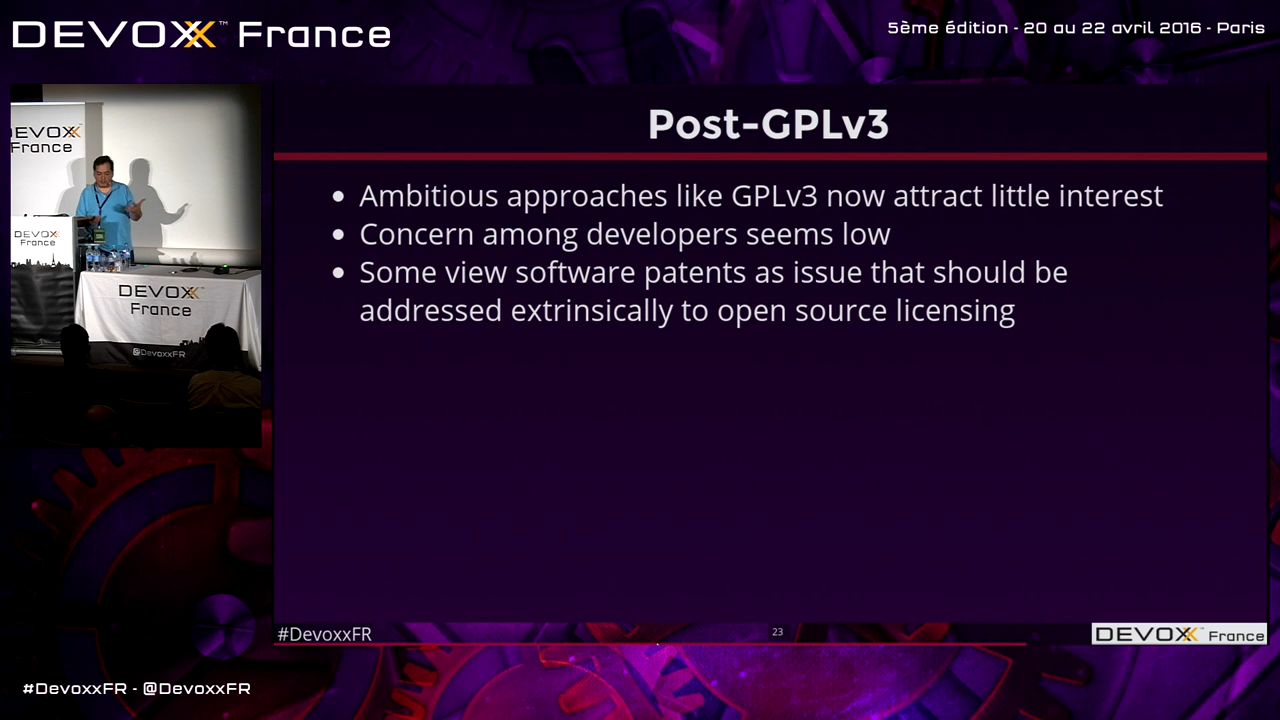 DEVOXX™ France
5ème édition - 20 au 22 avril 2016 - Paris
DEVOXX
France
DEVOXX
France
DEVOXX
France
@DevoxxFR
Post-GPLv3
• Ambitious approaches like GPLv3 now attract little interest
• Concern among developers seems low
• Some view software patents as issue that should be
addressed extrinsically to open source licensing
#DevoxxFR
23
DEVOXX™ France
#DevoxxFR - @DevoxxFR